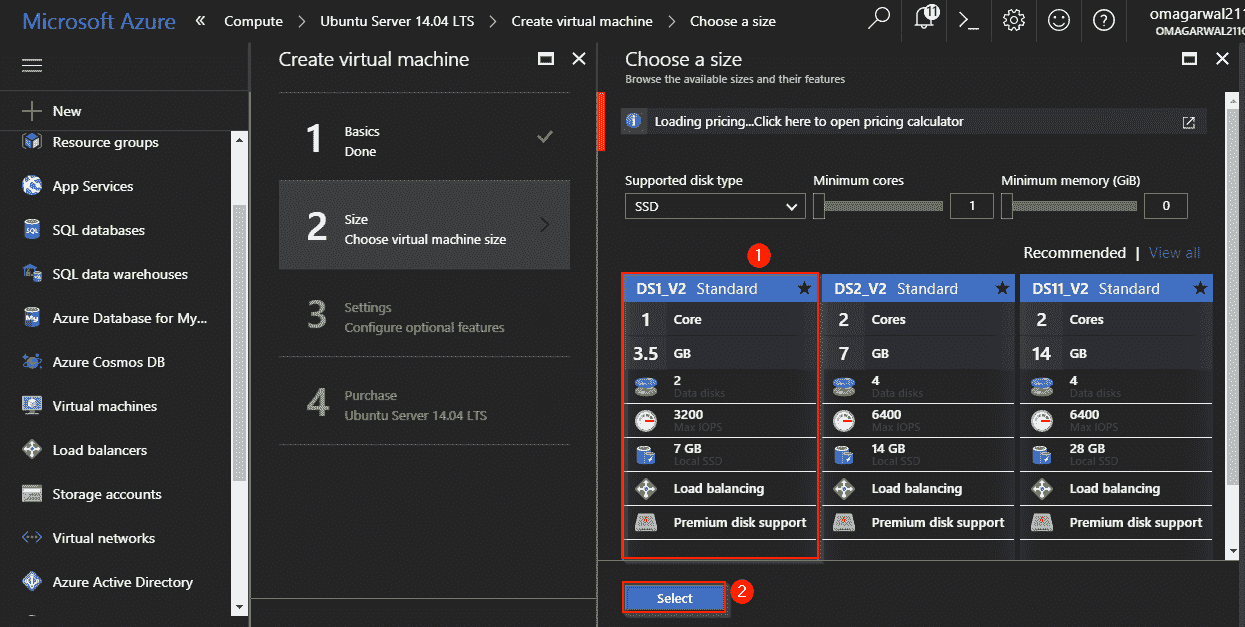 Microsoft Azure « Compute > Ubuntu Server 14.04 LTS > Create virtual machine > Choose a size
11
>_
?
omagarwal211
OMAGARWAL211
New
Resource groups
App Services
SQL databases
SQL data warehouses
Azure Database for My...
Azure Cosmos DB
Virtual machines
Load balancers
Storage accounts
Virtual networks
Azure Active Directory
Create virtual machine
1 Basics
Done
2 Size
Choose virtual machine size
3 Settings
Configure optional features
4 Purchase
Ubuntu Server 14.04 LTS
Choose a size
Browse the available sizes and their features
Loading pricing...Click here to open pricing calculator
Supported disk type Minimum cores Minimum memory (GiB)
SSD 1 0
Recommended | View all
1
DS1_V2 Standard
1 Core
3.5 GB
2
Data disks
3200
Max IOPS
7 GB
Local SSD
Load balancing
Premium disk support
DS2_V2 Standard
2 Cores
7 GB
4
Data disks
6400
Max IOPS
14 GB
Local SSD
Load balancing
Premium disk support
DS11_V2 Standard
2 Cores
14 GB
4
Data disks
6400
Max IOPS
28 GB
Local SSD
Load balancing
Premium disk support
Select 2